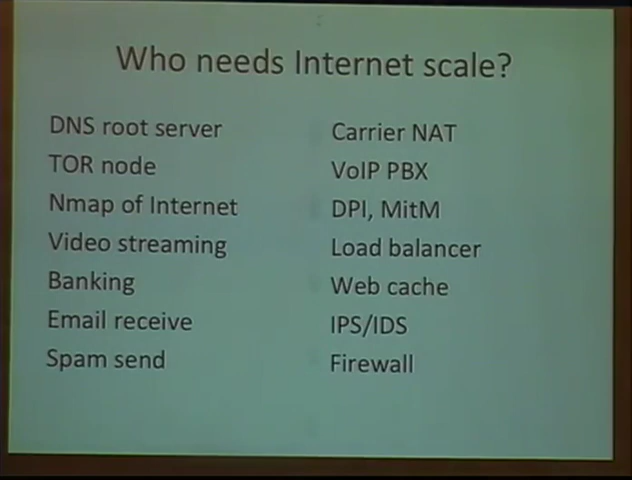 Who needs Internet scale?
DNS root server
TOR node
Nmap of Internet
Video streaming
Banking
Email receive
Spam send
Carrier NAT
VoIP PBX
DPI, MitM
Load balancer
Web cache
IPS/IDS
Firewall